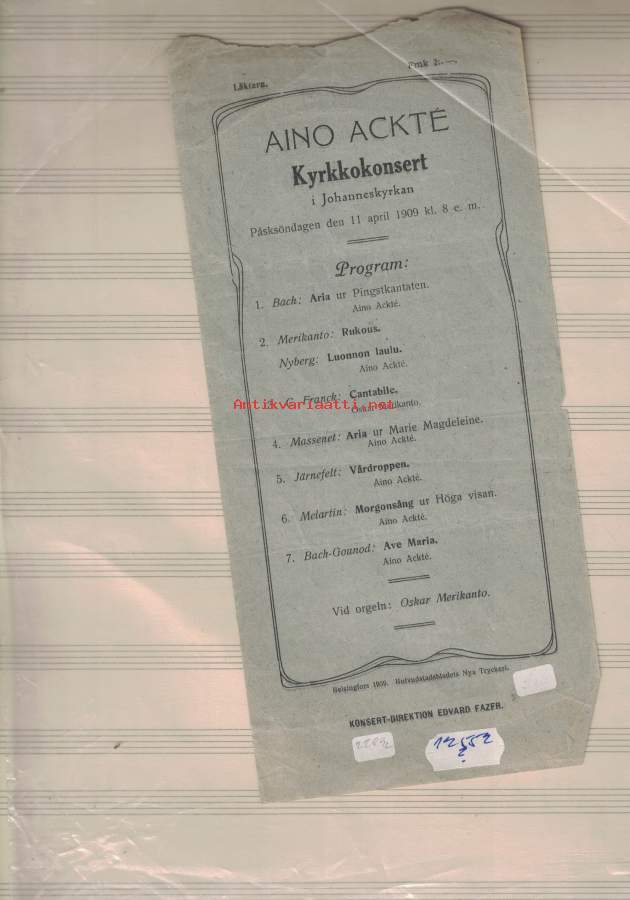 Läktarn.
Fmk 2:—
AINO ACKTÉ
Kyrkkokonsert
i Johanneskyrkan
Påsksöndagen den 11 april 1909 kl. 8 e. m.
Program:
1. Bach: Aria ur Pingstkantaten.
Aino Ackté.
2. Merikanto: Rukous.
Nyberg: Luonnon laulu.
Aino Ackté.
C. Franck: Cantabile.
Antikvariaatti.net
Oskar Merikanto.
4. Massenet: Aria ur Marie Magdeleine.
Aino Ackté.
5. Järnefelt: Vårdroppen.
Aino Ackté.
6. Melartin: Morgonsång ur Höga visan.
Aino Ackté.
7. Bach-Gounod: Ave Maria.
Aino Ackté.
Vid orgeln: Oskar Merikanto.
Helsingfors 1909. Hufvudstadsbladets Nya Tryckeri.
KONSERT-DIREKTION EDVARD FAZER.
12552